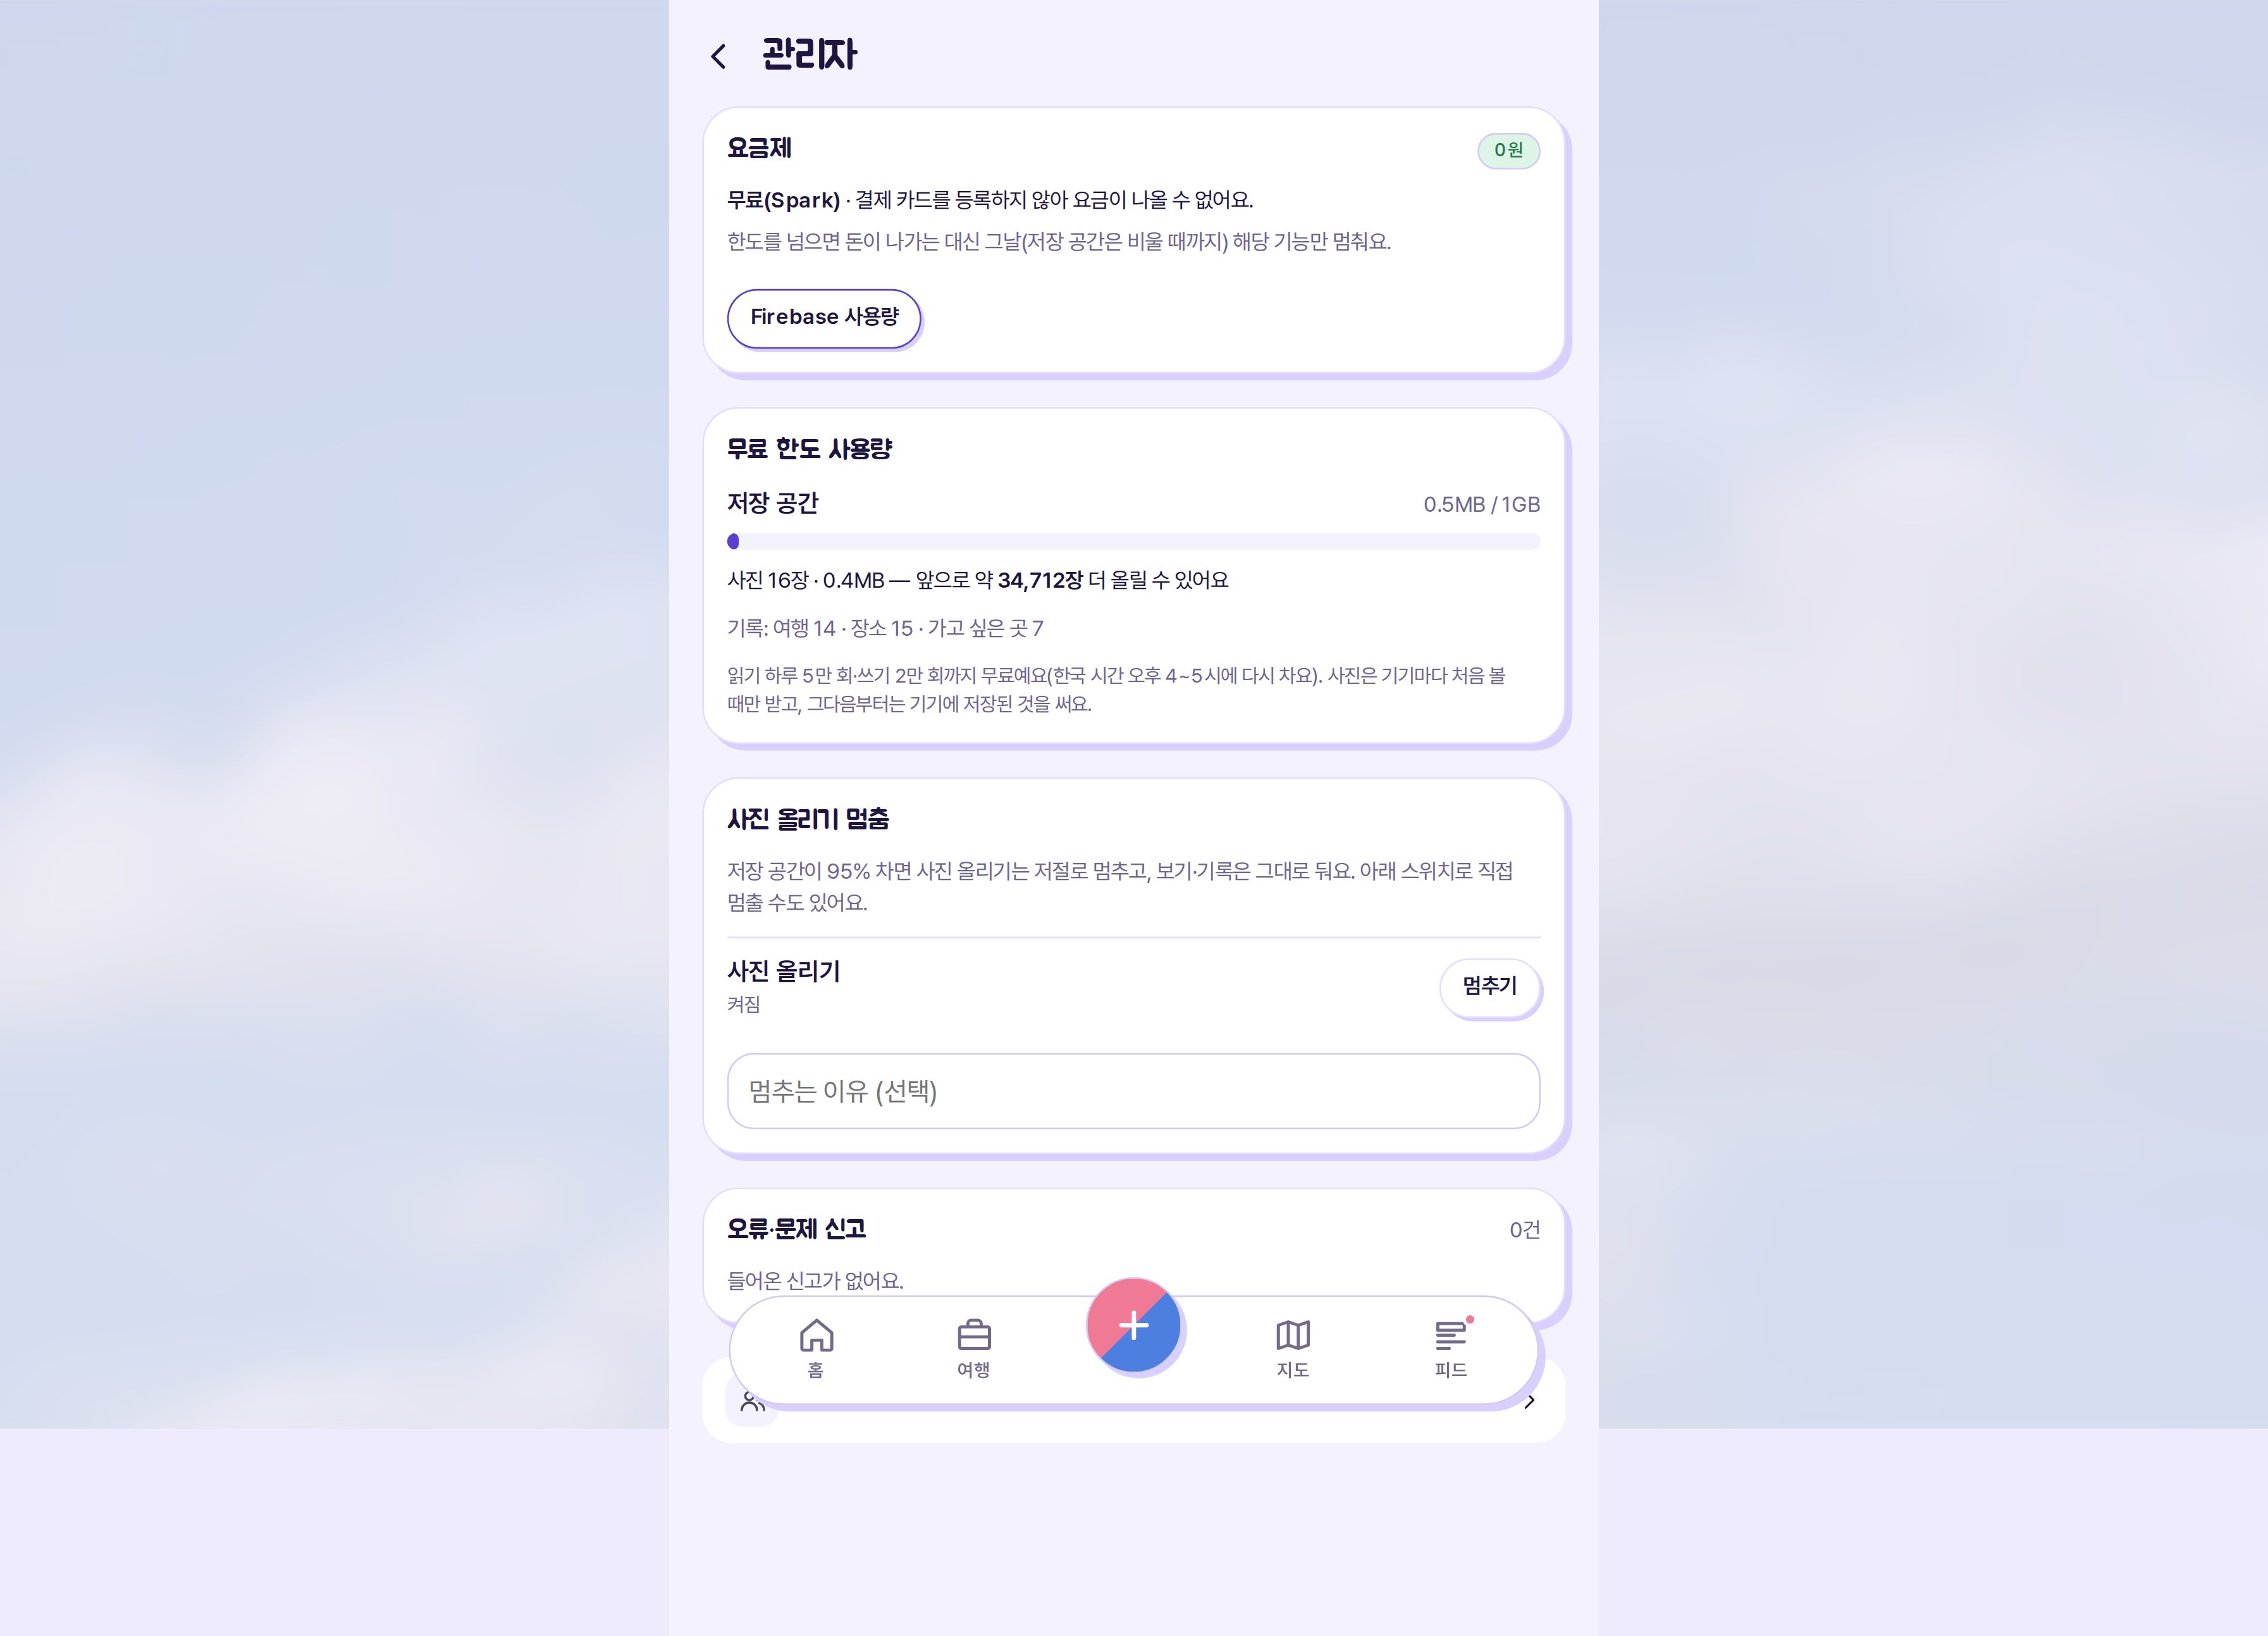 관리자
요금제
0원
무료(Spark) · 결제 카드를 등록하지 않아 요금이 나올 수 없어요.
한도를 넘으면 돈이 나가는 대신 그날(저장 공간은 비울 때까지) 해당 기능만 멈춰요.
Firebase 사용량
무료 한도 사용량
저장 공간
0.5MB / 1GB
사진 16장 · 0.4MB — 앞으로 약 34,712장 더 올릴 수 있어요
기록: 여행 14 · 장소 15 · 가고 싶은 곳 7
읽기 하루 5만 회·쓰기 2만 회까지 무료예요(한국 시간 오후 4~5시에 다시 차요). 사진은 기기마다 처음 볼
때만 받고, 그다음부터는 기기에 저장된 것을 써요.
사진 올리기 멈춤
저장 공간이 95% 차면 사진 올리기는 저절로 멈추고, 보기·기록은 그대로 둬요. 아래 스위치로 직접
멈출 수도 있어요.
사진 올리기
켜짐
멈추기
멈추는 이유 (선택)
오류·문제 신고
0건
들어온 신고가 없어요.
홈
여행
지도
피드